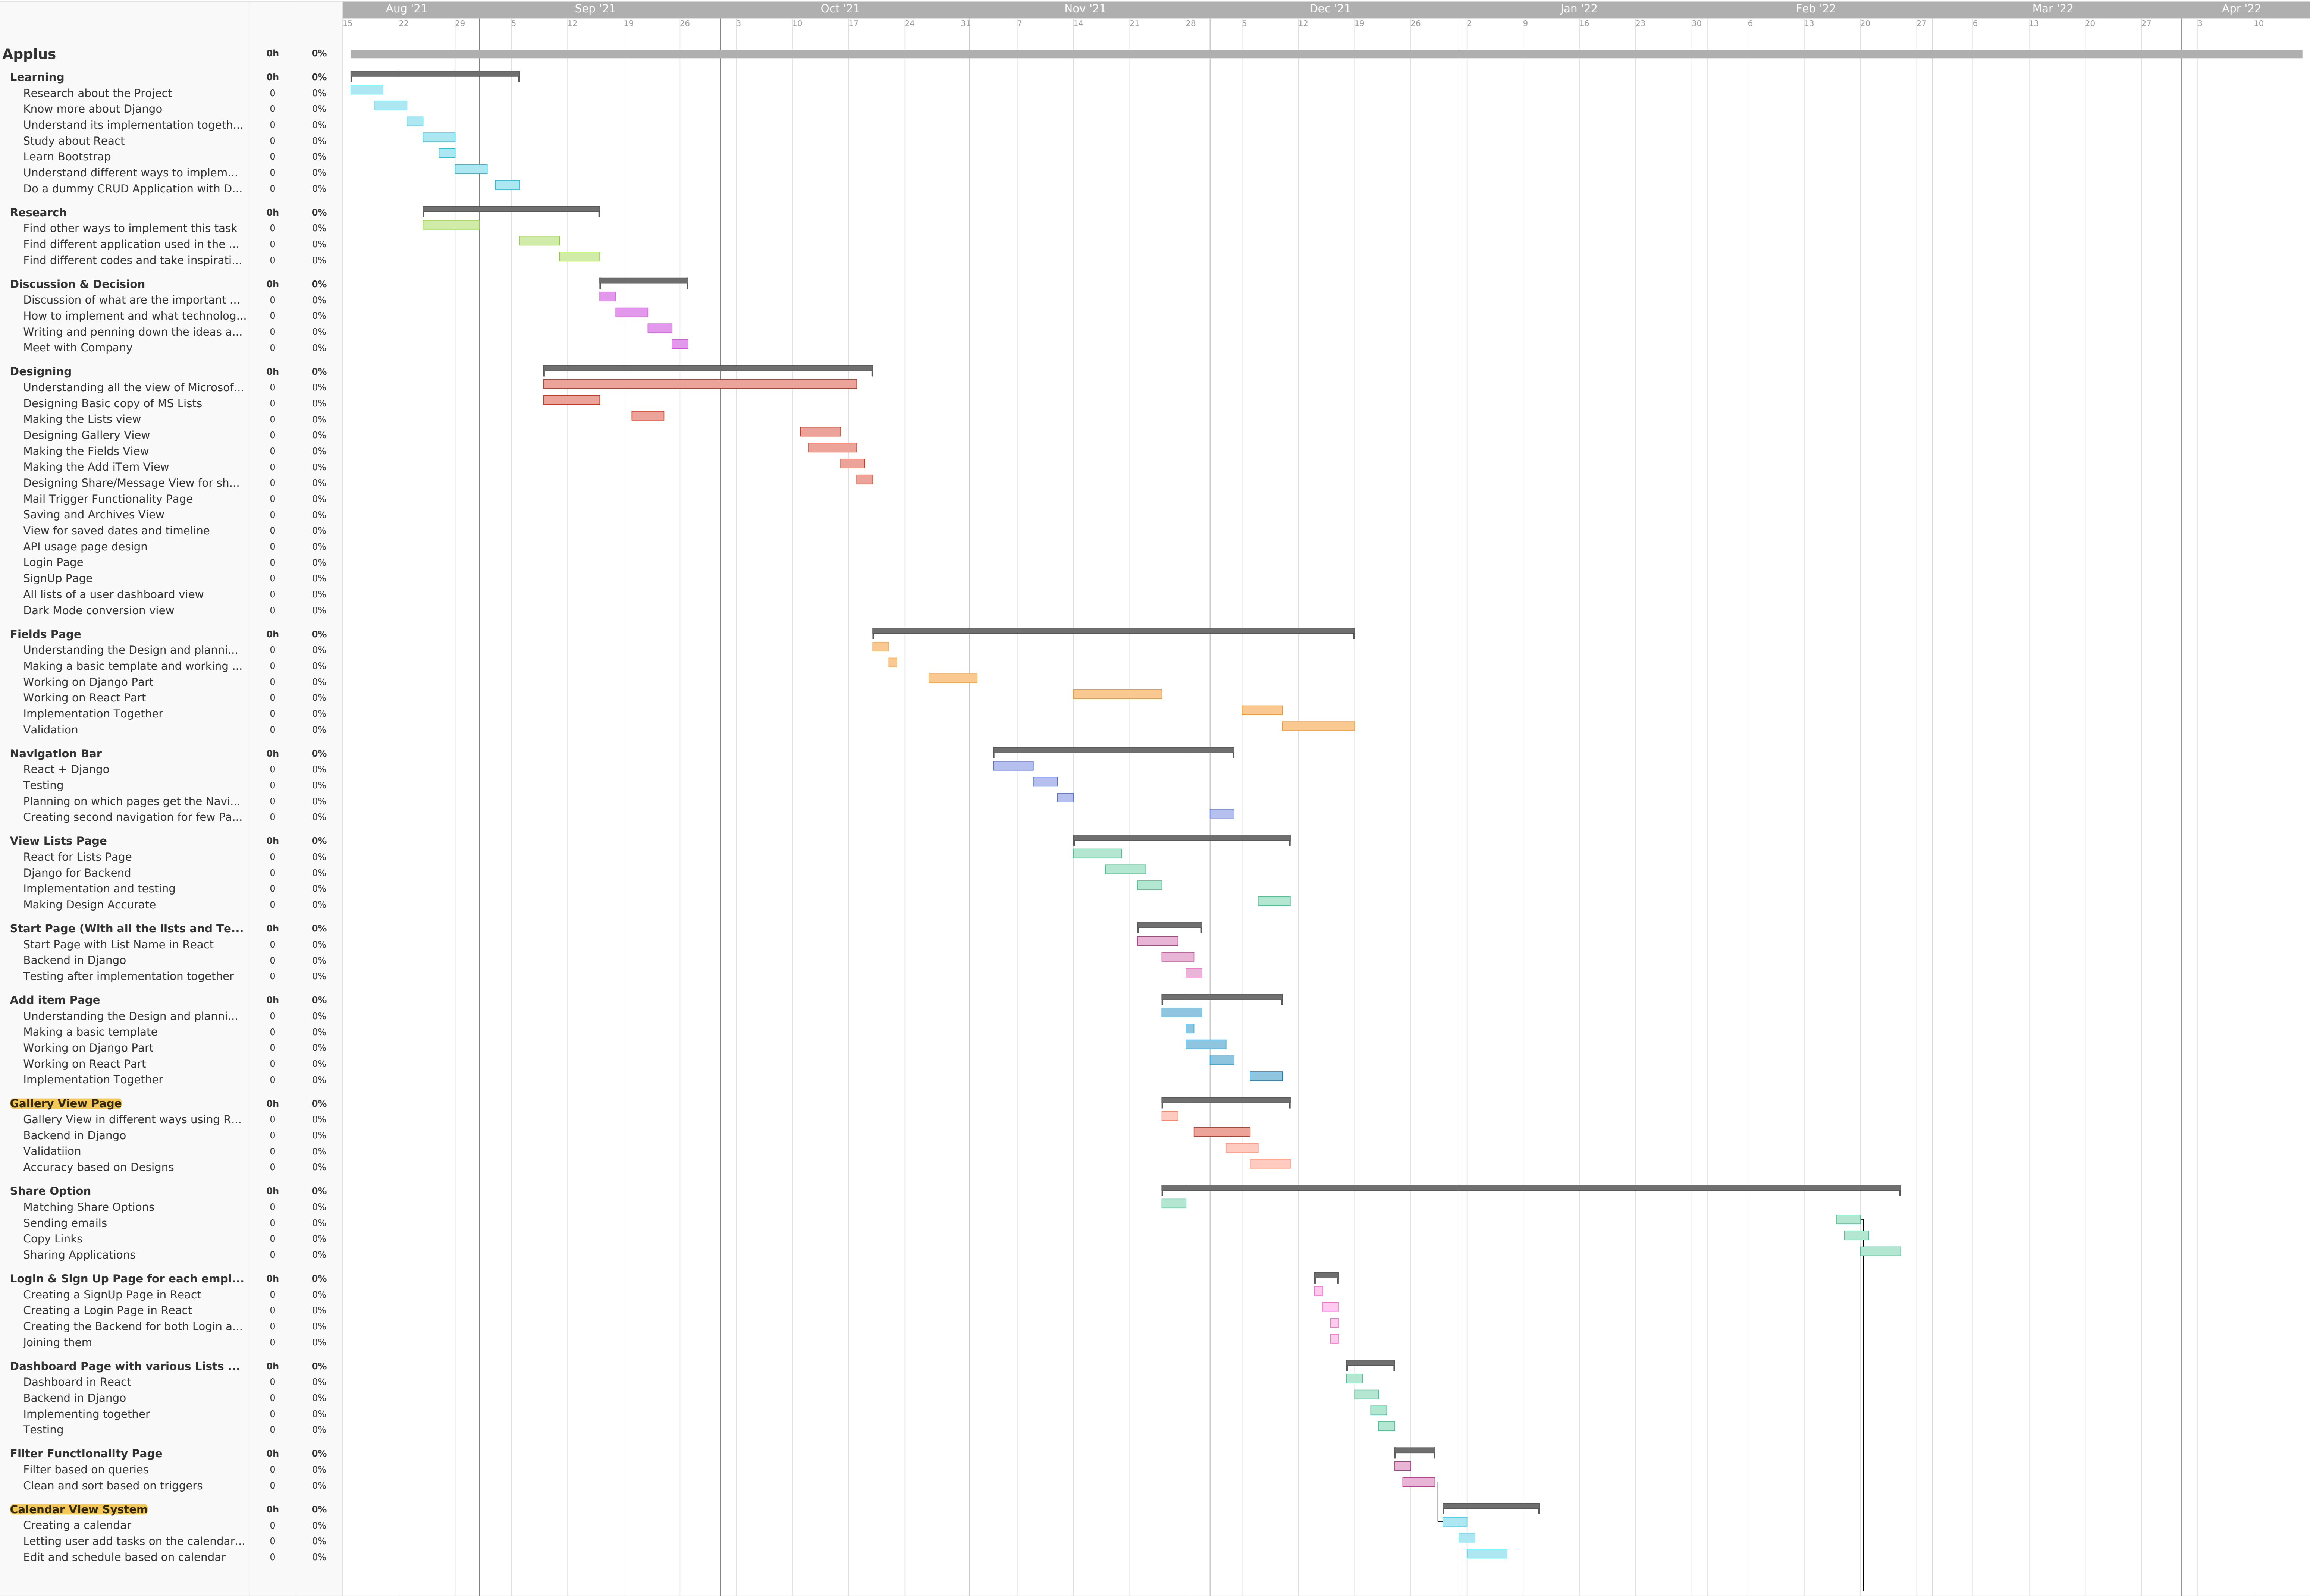 Aug '21 Sep '21 Oct '21 Nov '21 Dec '21 Jan '22 Feb '22 Mar '22 Apr '22
15 22 29 5 12 19 26 3 10 17 24 31 7 14 21 28 5 12 19 26 2 9 16 23 30 6 13 20 27 6 13 20 27 3 10
Applus 0h 0%
Learning 0h 0%
Research about the Project 0 0%
Know more about Django 0 0%
Understand its implementation togeth... 0 0%
Study about React 0 0%
Learn Bootstrap 0 0%
Understand different ways to implem... 0 0%
Do a dummy CRUD Application with D... 0 0%
Research 0h 0%
Find other ways to implement this task 0 0%
Find different application used in the ... 0 0%
Find different codes and take inspirati... 0 0%
Discussion & Decision 0h 0%
Discussion of what are the important ... 0 0%
How to implement and what technolog... 0 0%
Writing and penning down the ideas a... 0 0%
Meet with Company 0 0%
Designing 0h 0%
Understanding all the view of Microsof... 0 0%
Designing Basic copy of MS Lists 0 0%
Making the Lists view 0 0%
Designing Gallery View 0 0%
Making the Fields View 0 0%
Making the Add iTem View 0 0%
Designing Share/Message View for sh... 0 0%
Mail Trigger Functionality Page 0 0%
Saving and Archives View 0 0%
View for saved dates and timeline 0 0%
API usage page design 0 0%
Login Page 0 0%
SignUp Page 0 0%
All lists of a user dashboard view 0 0%
Dark Mode conversion view 0 0%
Fields Page 0h 0%
Understanding the Design and planni... 0 0%
Making a basic template and working ... 0 0%
Working on Django Part 0 0%
Working on React Part 0 0%
Implementation Together 0 0%
Validation 0 0%
Navigation Bar 0h 0%
React + Django 0 0%
Testing 0 0%
Planning on which pages get the Navi... 0 0%
Creating second navigation for few Pa... 0 0%
View Lists Page 0h 0%
React for Lists Page 0 0%
Django for Backend 0 0%
Implementation and testing 0 0%
Making Design Accurate 0 0%
Start Page (With all the lists and Te... 0h 0%
Start Page with List Name in React 0 0%
Backend in Django 0 0%
Testing after implementation together 0 0%
Add item Page 0h 0%
Understanding the Design and planni... 0 0%
Making a basic template 0 0%
Working on Django Part 0 0%
Working on React Part 0 0%
Implementation Together 0 0%
Gallery View Page 0h 0%
Gallery View in different ways using R... 0 0%
Backend in Django 0 0%
Validatiion 0 0%
Accuracy based on Designs 0 0%
Share Option 0h 0%
Matching Share Options 0 0%
Sending emails 0 0%
Copy Links 0 0%
Sharing Applications 0 0%
Login & Sign Up Page for each empl... 0h 0%
Creating a SignUp Page in React 0 0%
Creating a Login Page in React 0 0%
Creating the Backend for both Login a... 0 0%
Joining them 0 0%
Dashboard Page with various Lists ... 0h 0%
Dashboard in React 0 0%
Backend in Django 0 0%
Implementing together 0 0%
Testing 0 0%
Filter Functionality Page 0h 0%
Filter based on queries 0 0%
Clean and sort based on triggers 0 0%
Calendar View System 0h 0%
Creating a calendar 0 0%
Letting user add tasks on the calendar... 0 0%
Edit and schedule based on calendar 0 0%